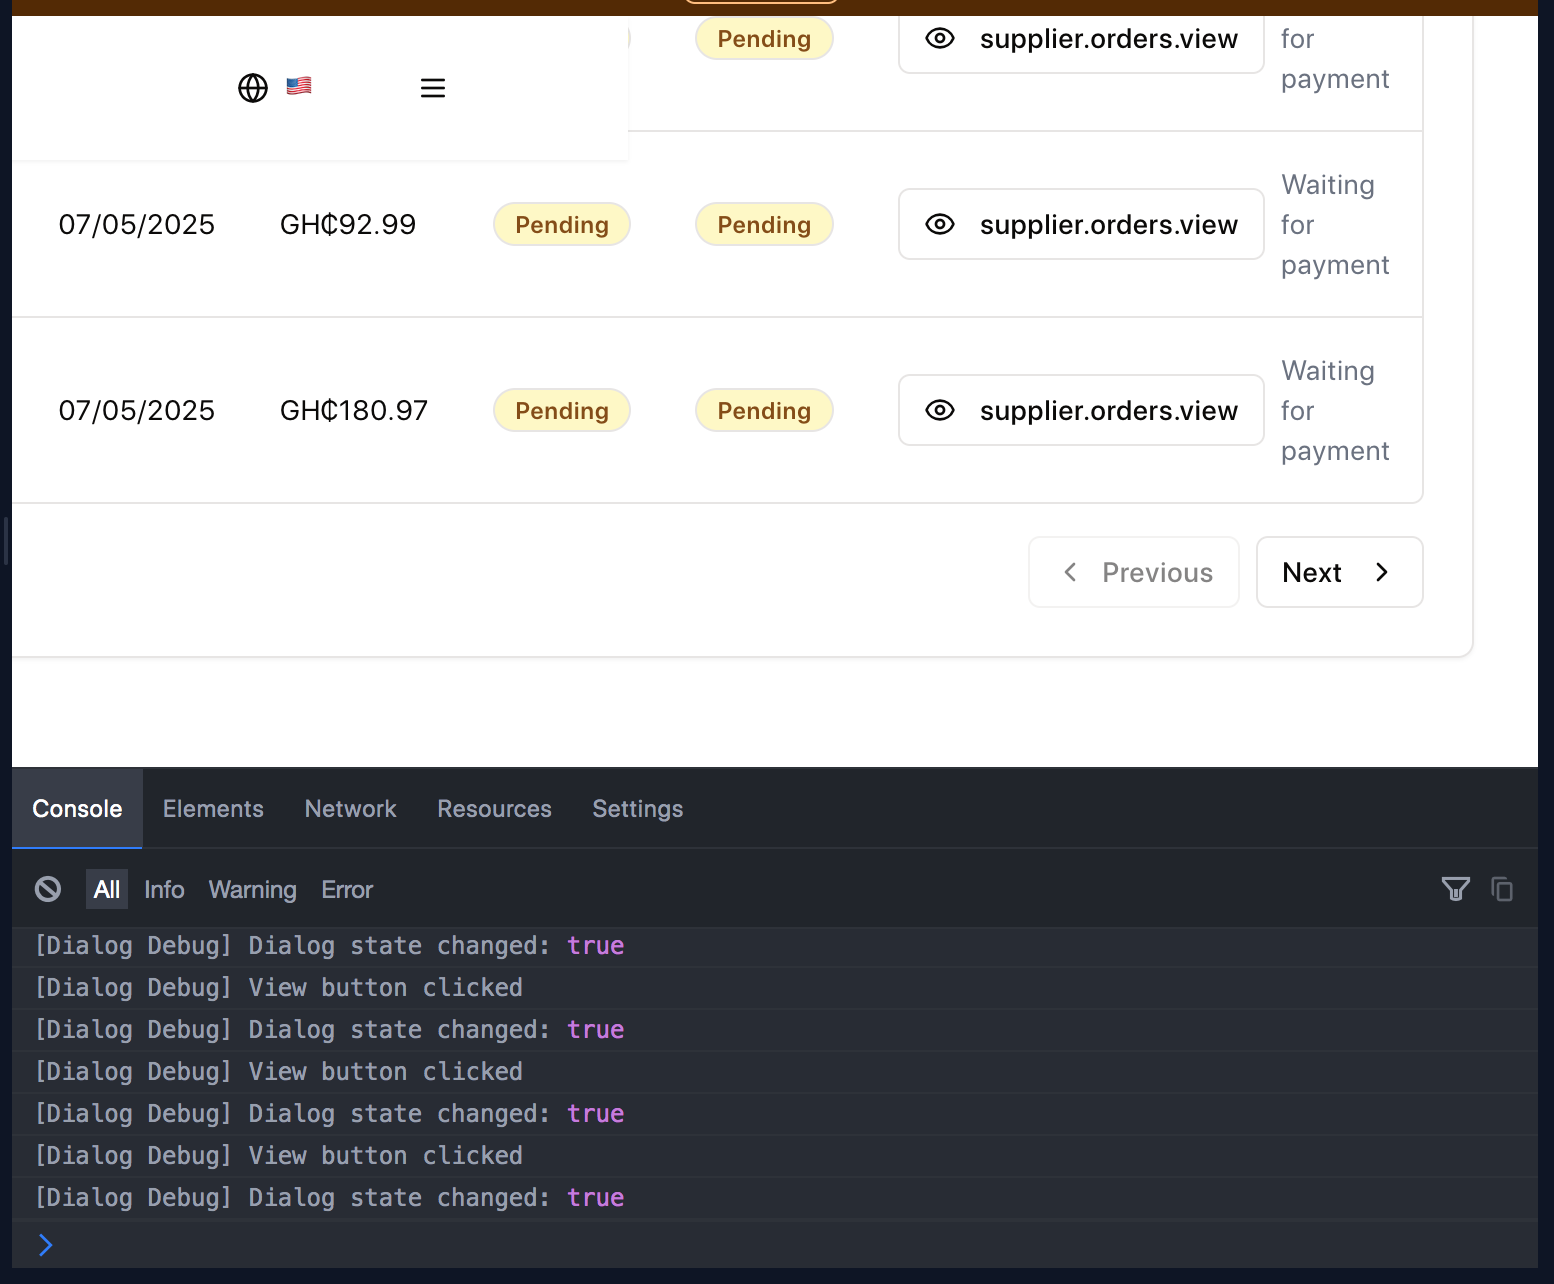 Pending
supplier.orders.view
for
payment
07/05/2025
GH₵92.99
Pending
Pending
supplier.orders.view
Waiting
for
payment
07/05/2025
GH₵180.97
Pending
Pending
supplier.orders.view
Waiting
for
payment
Previous
Next
Console
Elements
Network
Resources
Settings
All
Info
Warning
Error
[Dialog Debug] Dialog state changed: true
[Dialog Debug] View button clicked
[Dialog Debug] Dialog state changed: true
[Dialog Debug] View button clicked
[Dialog Debug] Dialog state changed: true
[Dialog Debug] View button clicked
[Dialog Debug] Dialog state changed: true